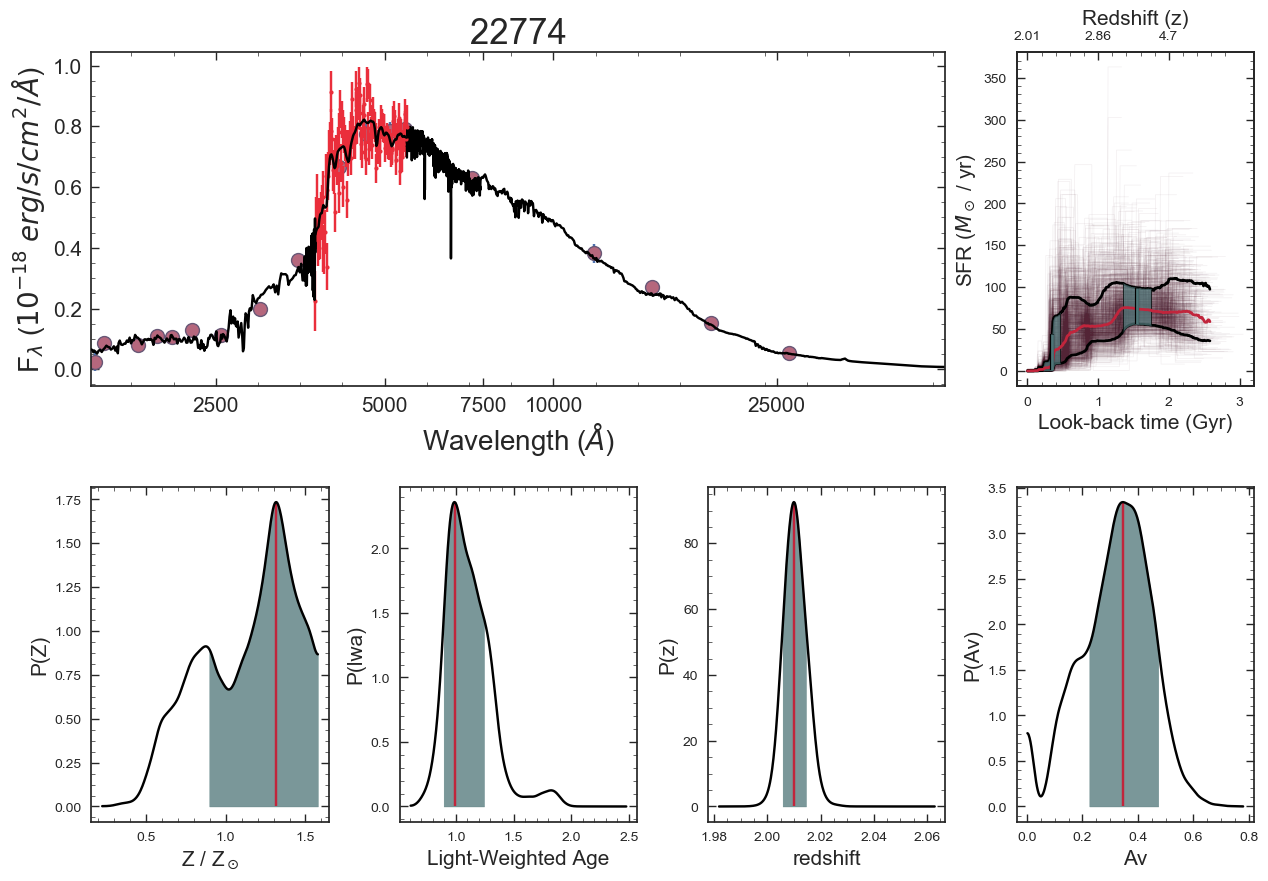 22774
Redshift (z)
2.01 2.86 4.7
F_λ (10^{-18} erg/s/cm^2/Å)
1.0
0.8
0.6
0.4
0.2
0.0
2500 5000 7500 10000 25000
Wavelength (Å)
SFR (M_⊙ / yr)
350
300
250
200
150
100
50
0
0 1 2 3
Look-back time (Gyr)
P(Z)
1.75
1.50
1.25
1.00
0.75
0.50
0.25
0.00
0.5 1.0 1.5
Z / Z_⊙
P(lwa)
2.0
1.5
1.0
0.5
0.0
1.0 1.5 2.0 2.5
Light-Weighted Age
P(z)
80
60
40
20
0
1.98 2.00 2.02 2.04 2.06
redshift
P(Av)
3.5
3.0
2.5
2.0
1.5
1.0
0.5
0.0
0.0 0.2 0.4 0.6 0.8
Av